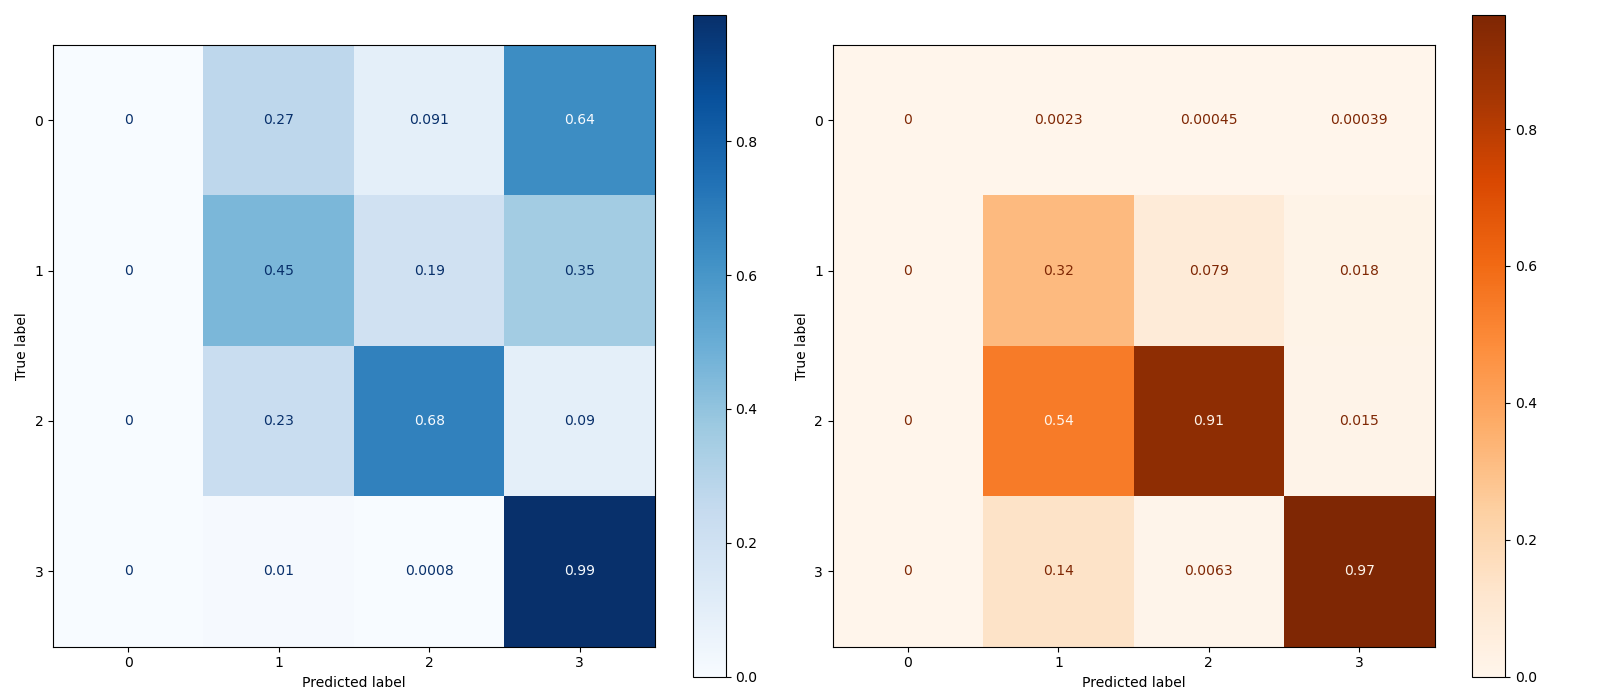 0 0 0.27 0.091 0.64
1 0 0.45 0.19 0.35
2 0 0.23 0.68 0.09
3 0 0.01 0.0008 0.99
0 1 2 3
Predicted label
True label
0.8
0.6
0.4
0.2
0.0
0 0 0.0023 0.00045 0.00039
1 0 0.32 0.079 0.018
2 0 0.54 0.91 0.015
3 0 0.14 0.0063 0.97
0 1 2 3
Predicted label
True label
0.8
0.6
0.4
0.2
0.0